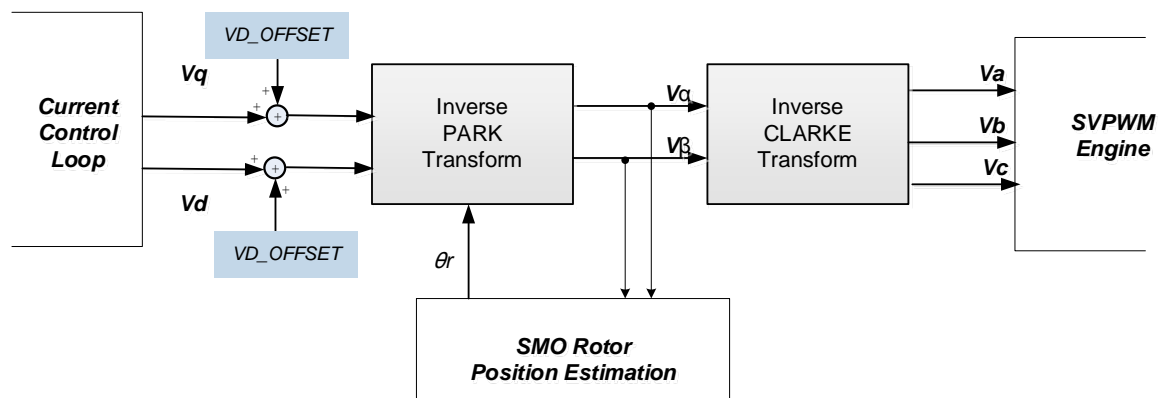 VD_OFFSET
Vq
Current
Control
Loop
+
+
+
Inverse
PARK
Transform
Vα
Vβ
Inverse
CLARKE
Transform
Va
Vb
Vc
SVPWM
Engine
+
+
+
Vd
VD_OFFSET
θr
SMO Rotor
Position Estimation